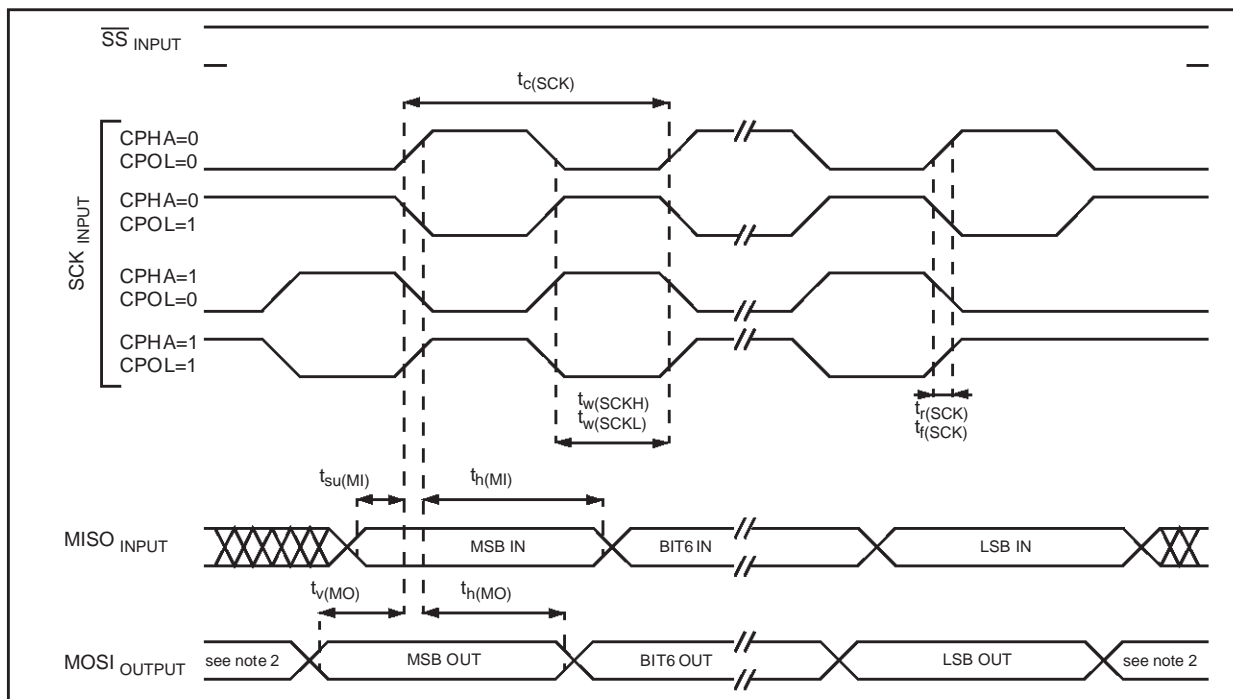 SS INPUT
tc(SCK)
SCK INPUT
CPHA=0
CPOL=0
CPHA=0
CPOL=1
CPHA=1
CPOL=0
CPHA=1
CPOL=1
tw(SCKH)
tw(SCKL)
tr(SCK)
tf(SCK)
tsu(MI)
th(MI)
MISO INPUT
MSB IN
BIT6 IN
LSB IN
tv(MO)
th(MO)
MOSI OUTPUT
see note 2
MSB OUT
BIT6 OUT
LSB OUT
see note 2